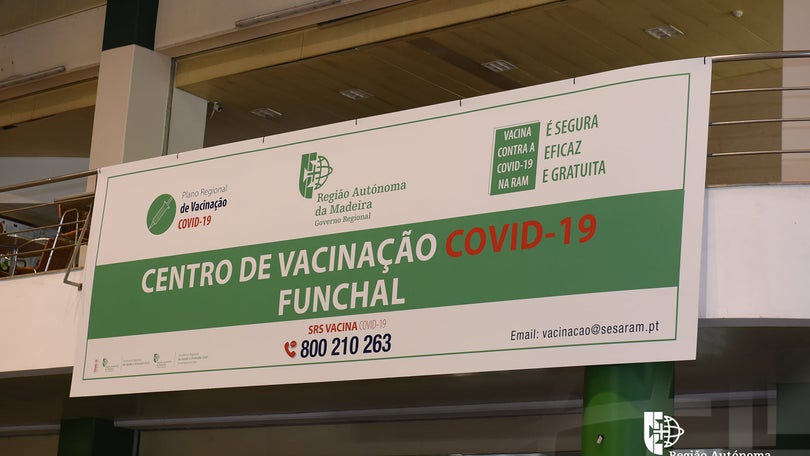 Plano Regional
de Vacinação
COVID-19
Região Autónoma
da Madeira
Governo Regional
VACINA
CONTRA A
COVID-19
NA RAM
É SEGURA
EFICAZ
E GRATUITA
CENTRO DE VACINAÇÃO COVID-19
FUNCHAL
SRS VACINA COVID-19
800 210 263
Email: vacinacao@sesaram.pt
Região Autónoma